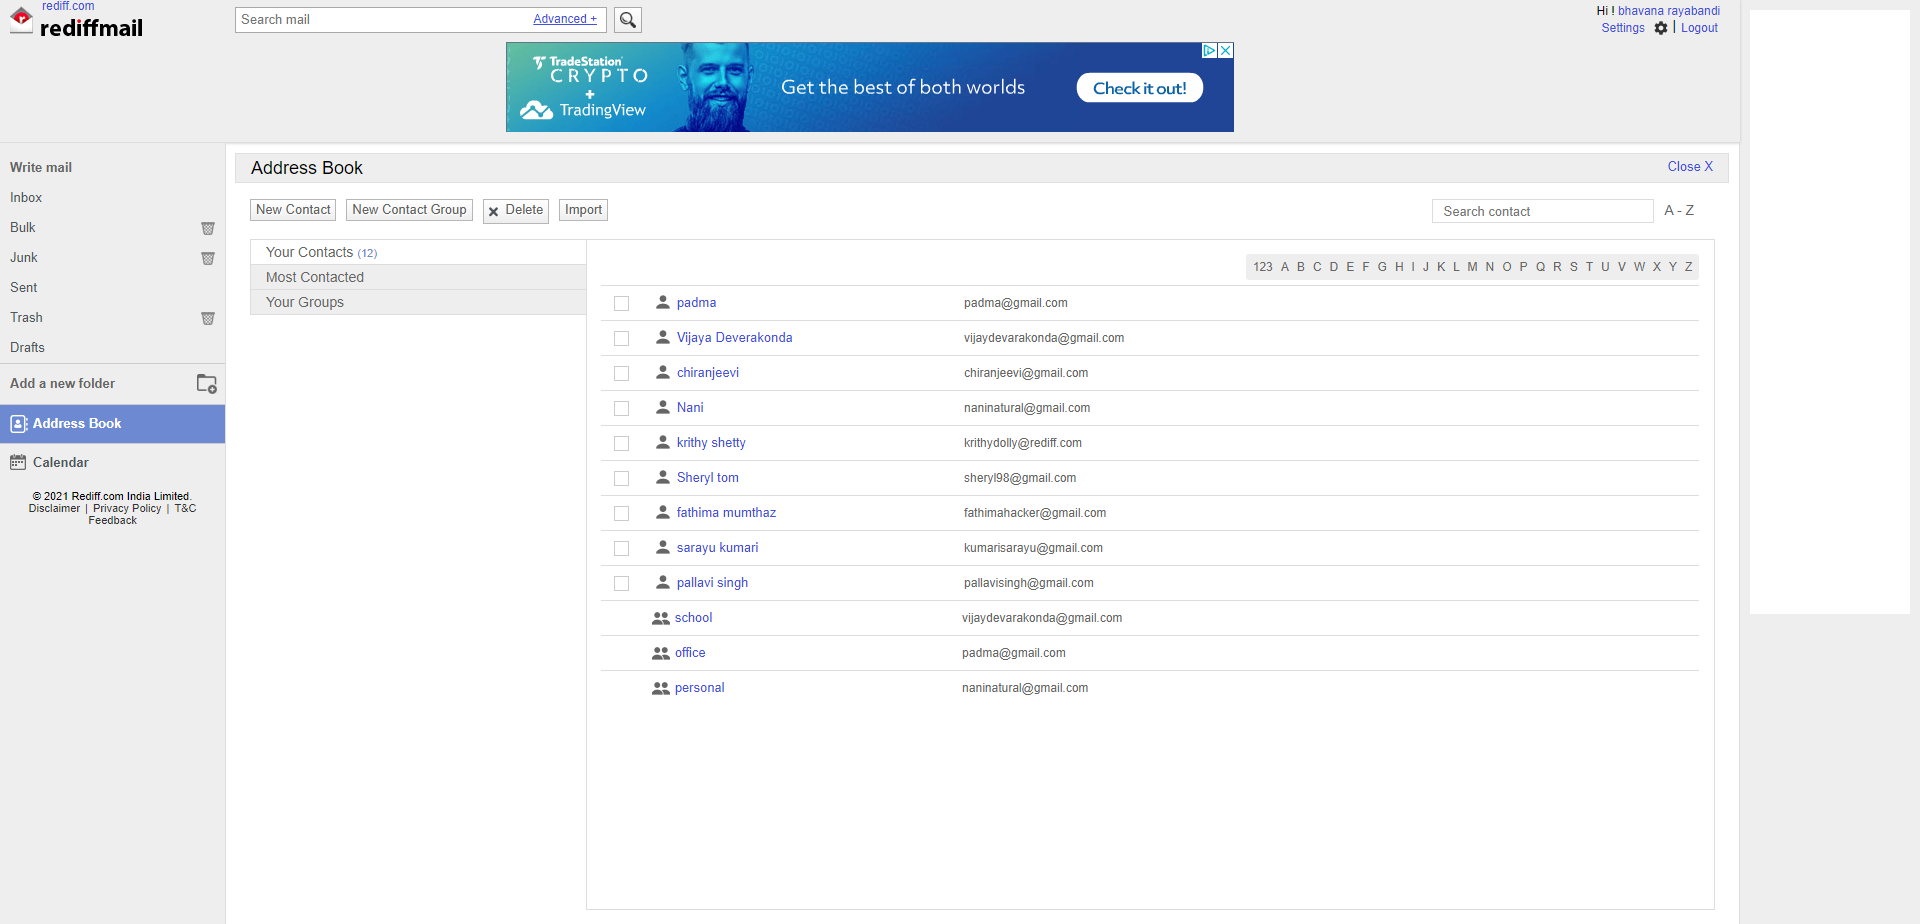 rediff.com
rediffmail
Search mail Advanced +
Hi ! bhavana rayabandi
Settings | Logout
TradeStation
CRYPTO
+
TradingView
Get the best of both worlds
Check it out!
Write mail
Inbox
Bulk
Junk
Sent
Trash
Drafts
Add a new folder
Address Book
Calendar
© 2021 Rediff.com India Limited.
Disclaimer | Privacy Policy | T&C
Feedback
Address Book Close X
New Contact New Contact Group Delete Import Search contact A - Z
Your Contacts (12)
Most Contacted
Your Groups
123 A B C D E F G H I J K L M N O P Q R S T U V W X Y Z
padma padma@gmail.com
Vijaya Deverakonda vijaydevarakonda@gmail.com
chiranjeevi chiranjeevi@gmail.com
Nani naninatural@gmail.com
krithy shetty krithydolly@rediff.com
Sheryl tom sheryl98@gmail.com
fathima mumthaz fathimahacker@gmail.com
sarayu kumari kumarisarayu@gmail.com
pallavi singh pallavisingh@gmail.com
school vijaydevarakonda@gmail.com
office padma@gmail.com
personal naninatural@gmail.com